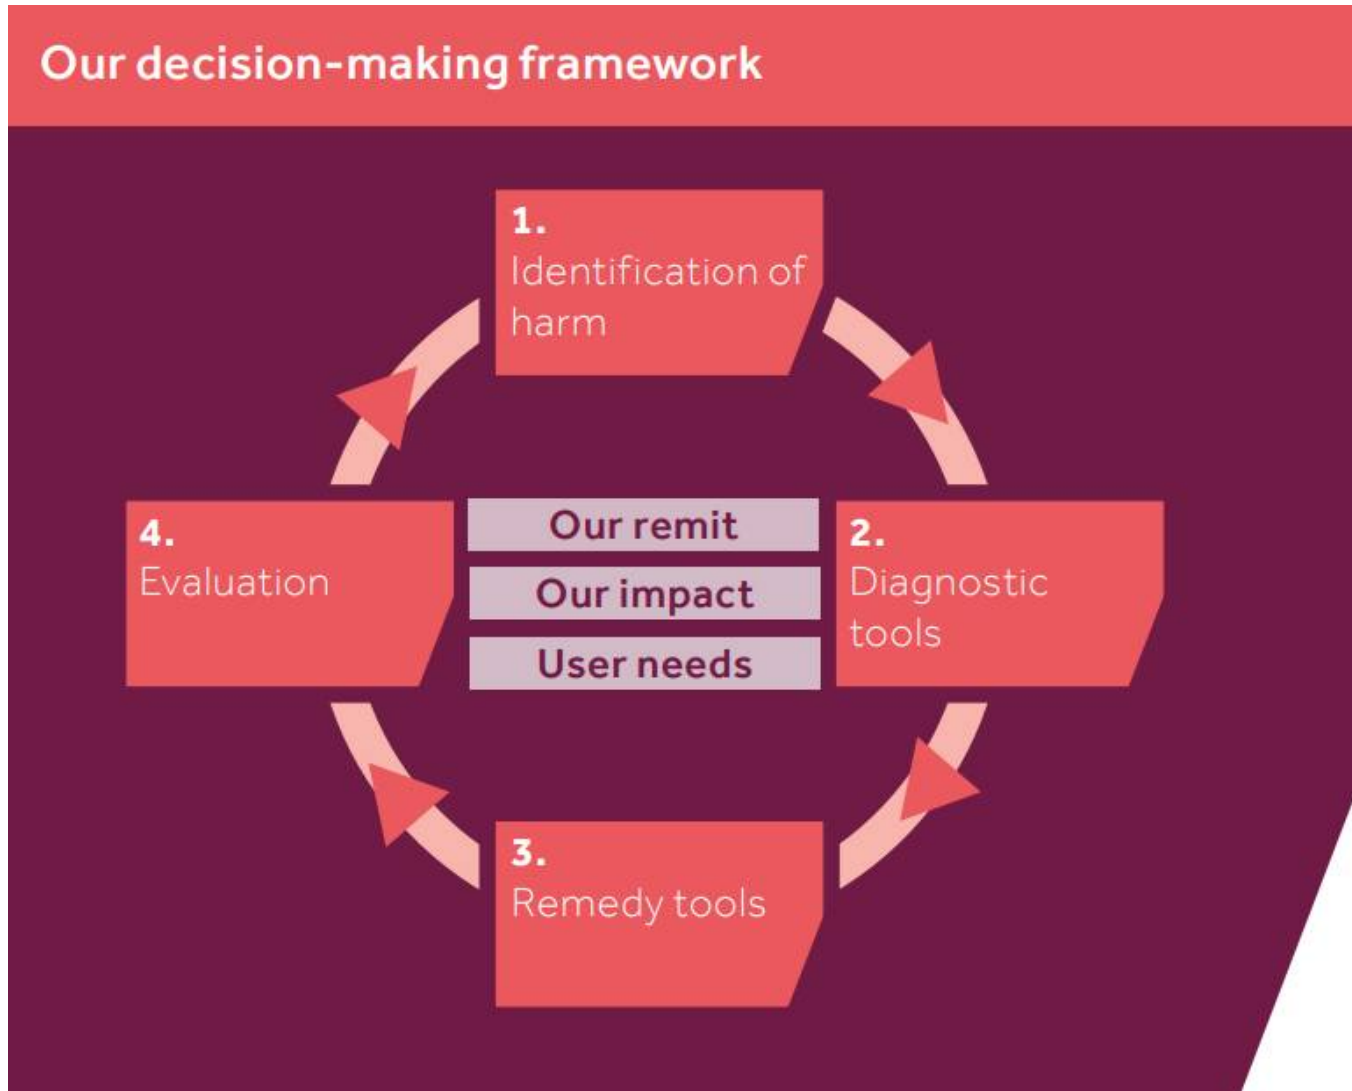 Our decision-making framework
1.
Identification of
harm
2.
Diagnostic
tools
3.
Remedy tools
4.
Evaluation
Our remit
Our impact
User needs